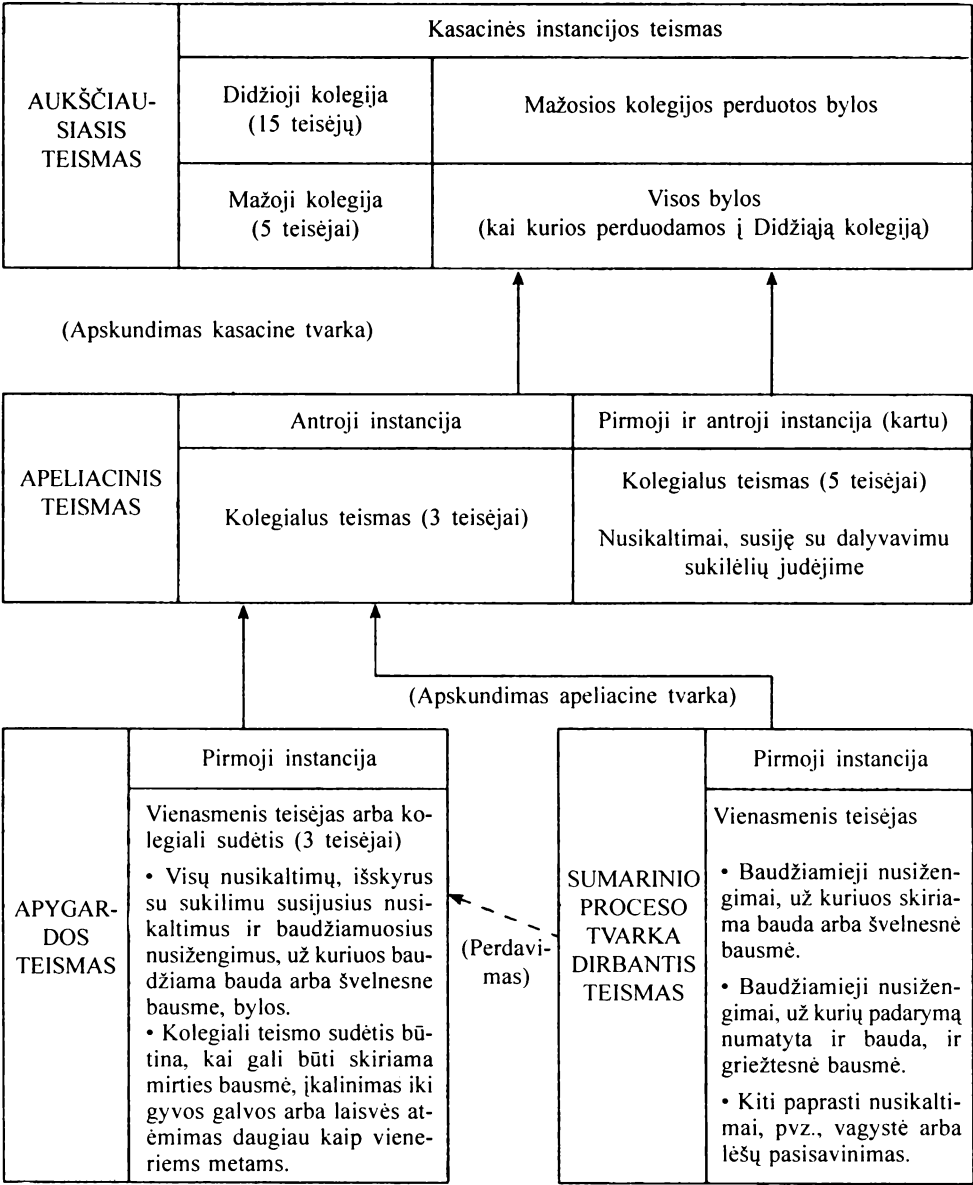 AUKŠČIAU-
SIASIS
TEISMAS
Kasacinės instancijos teismas
Didžioji kolegija
(15 teisėjų)
Mažosios kolegijos perduotos bylos
Mažoji kolegija
(5 teisėjai)
Visos bylos
(kai kurios perduodamos į Didžiąją kolegiją)
(Apskundimas kasacine tvarka)
APELIACINIS
TEISMAS
Antroji instancija
Kolegialus teismas (3 teisėjai)
Pirmoji ir antroji instancija (kartu)
Kolegialus teismas (5 teisėjai)
Nusikaltimai, susiję su dalyvavimu
sukilėlių judėjime
(Apskundimas apeliacine tvarka)
APYGAR-
DOS
TEISMAS
Pirmoji instancija
Vienasmenis teisėjas arba ko-
legiali sudėtis (3 teisėjai)
• Visų nusikaltimų, išskyrus
su sukilimu susijusius nusi-
kaltimus ir baudžiamuosius
nusižengimus, už kuriuos bau-
džiama bauda arba švelnesne
bausme, bylos.
• Kolegiali teismo sudėtis bū-
tina, kai gali būti skiriama
mirties bausmė, įkalinimas iki
gyvos galvos arba laisvės at-
ėmimas daugiau kaip viene-
riems metams.
(Perdavi-
mas)
SUMARINIO
PROCESO
TVARKA
DIRBANTIS
TEISMAS
Pirmoji instancija
Vienasmenis teisėjas
• Baudžiamieji nusižen-
gimai, už kuriuos skiriama
bauda arba švelnesnė
bausmė.
• Baudžiamieji nusižen-
gimai, už kurių padarymą
numatyta ir bauda, ir
griežtesnė bausmė.
• Kiti paprasti nusikalti-
mai, pvz., vagystė arba
lėšų pasisavinimas.